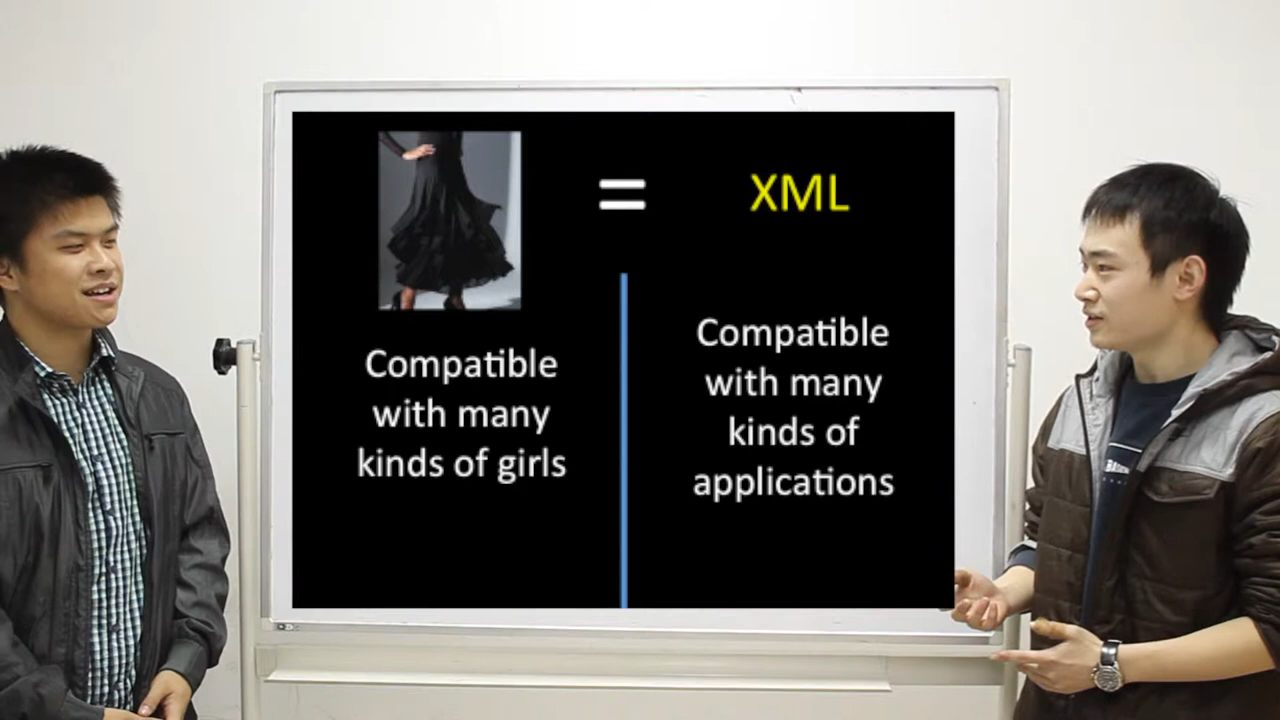 = XML
Compatible
with many
kinds of girls
Compatible
with many
kinds of
applications